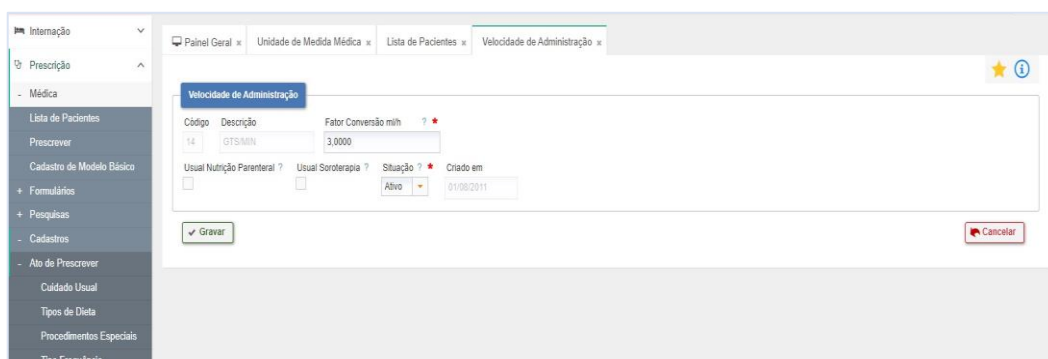 Internação
Painel Geral x Unidade de Medida Médica x Lista de Pacientes x Velocidade de Administração x
Prescrição
- Médica
Lista de Pacientes
Prescrever
Cadastro de Modelo Básico
+ Formulários
+ Pesquisas
- Cadastros
- Ato de Prescrever
Cuidado Usual
Tipos de Dieta
Procedimentos Especiais
Tipo Frequência
Velocidade de Administração
Código Descrição Fator Conversão ml/h ?
14 GTS/MIN 3,0000
Usual Nutrição Parenteral ? Usual Soroterapia ? Situação ? Criado em
Ativo 01/08/2011
Gravar
Cancelar